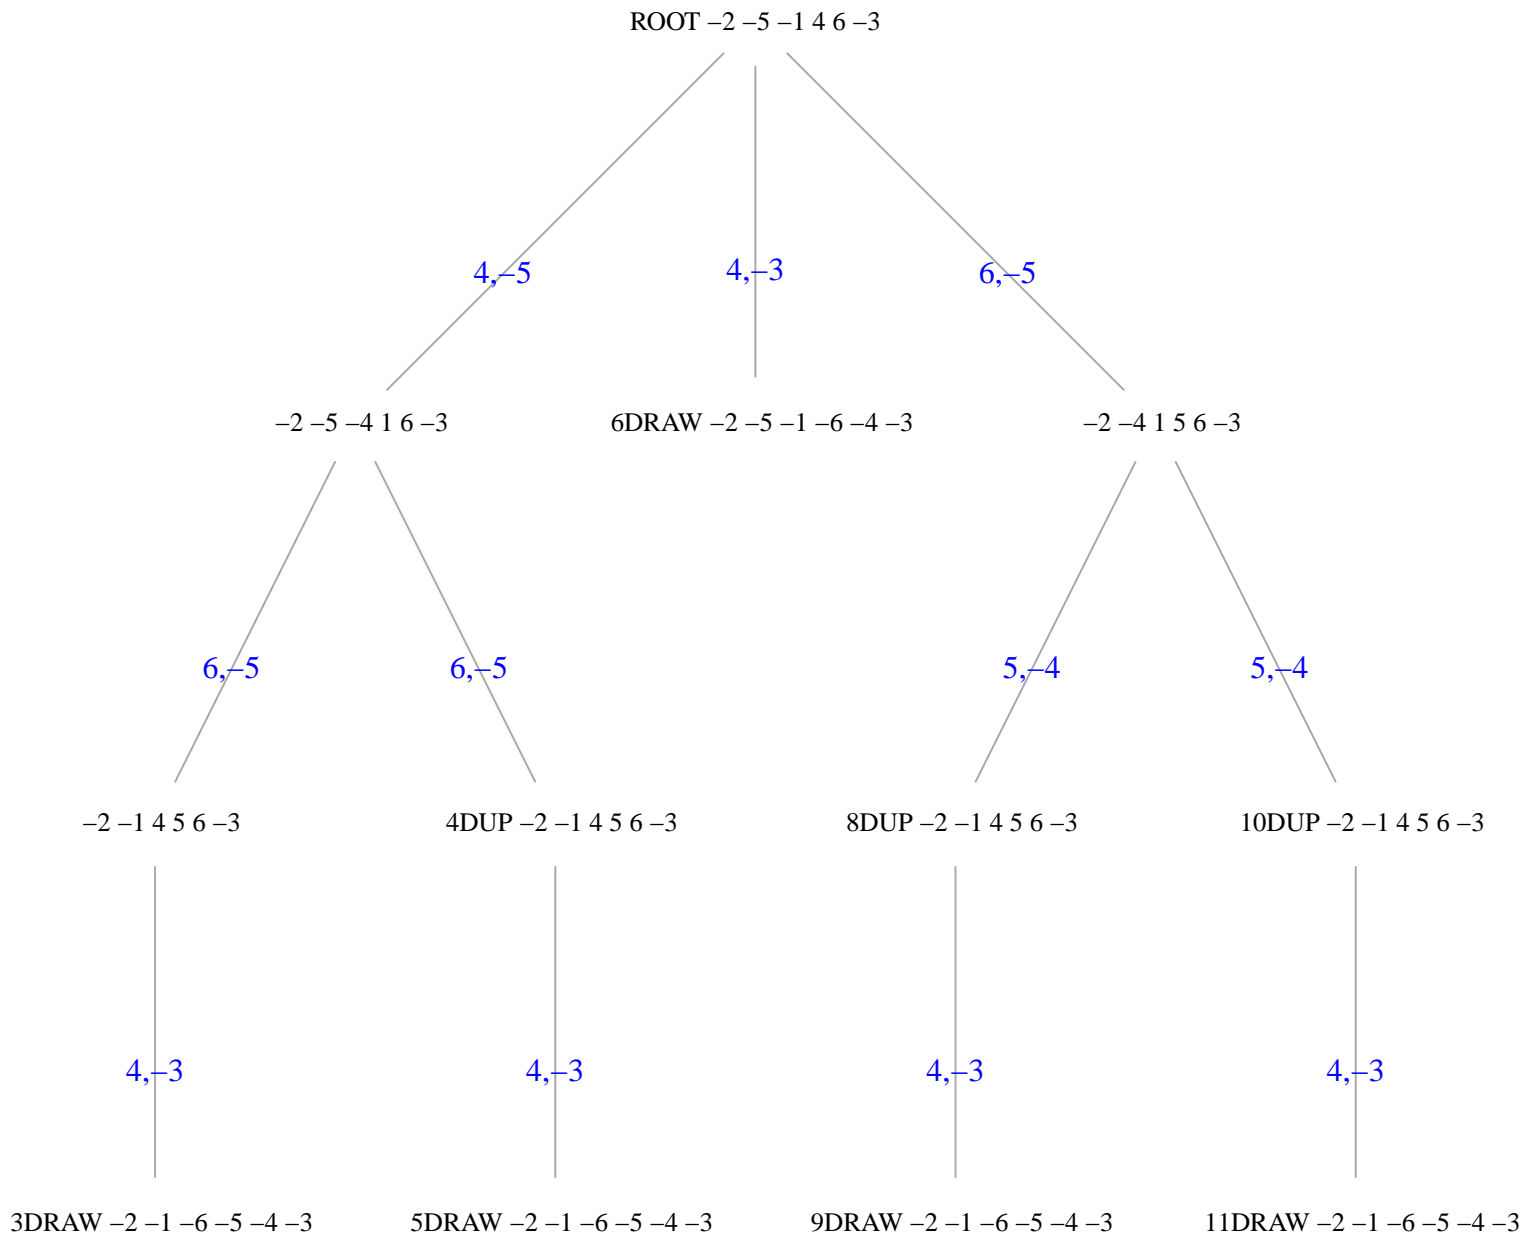 ROOT –2 –5 –1 4 6 –3
4,–5
4,–3
6,–5
–2 –5 –4 1 6 –3
6DRAW –2 –5 –1 –6 –4 –3
–2 –4 1 5 6 –3
6,–5
6,–5
5,–4
5,–4
–2 –1 4 5 6 –3
4DUP –2 –1 4 5 6 –3
8DUP –2 –1 4 5 6 –3
10DUP –2 –1 4 5 6 –3
4,–3
4,–3
4,–3
4,–3
3DRAW –2 –1 –6 –5 –4 –3
5DRAW –2 –1 –6 –5 –4 –3
9DRAW –2 –1 –6 –5 –4 –3
11DRAW –2 –1 –6 –5 –4 –3